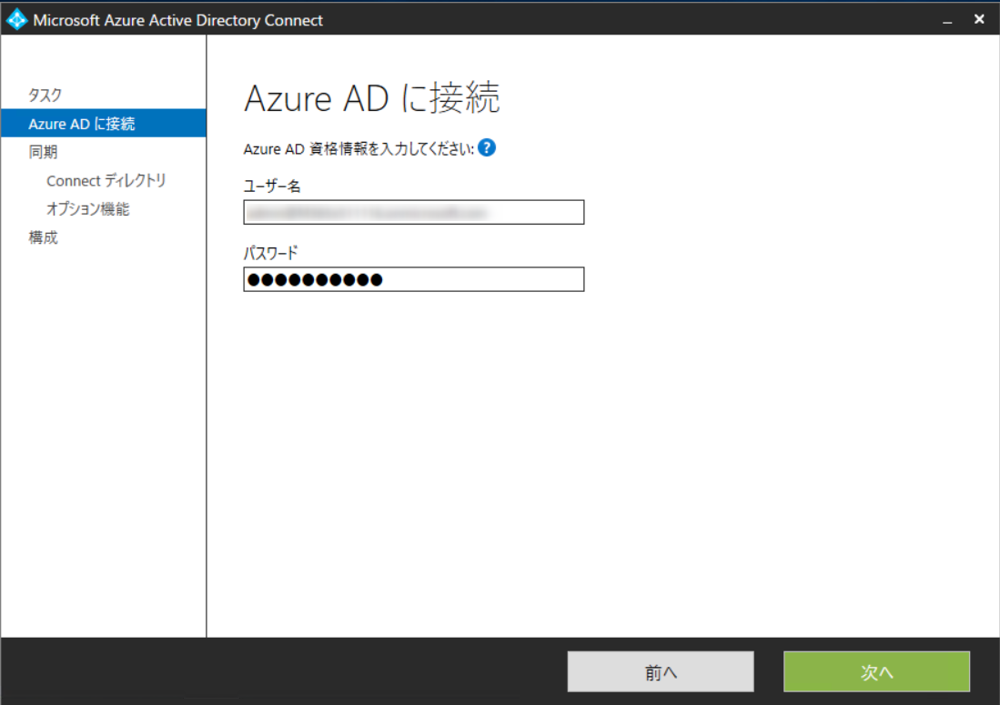 Microsoft Azure Active Directory Connect
タスク
Azure AD に接続
同期
Connect ディレクトリ
オプション機能
構成
Azure AD に接続
Azure AD 資格情報を入力してください: ?
ユーザー名
パスワード
●●●●●●●●●●
前へ
次へ